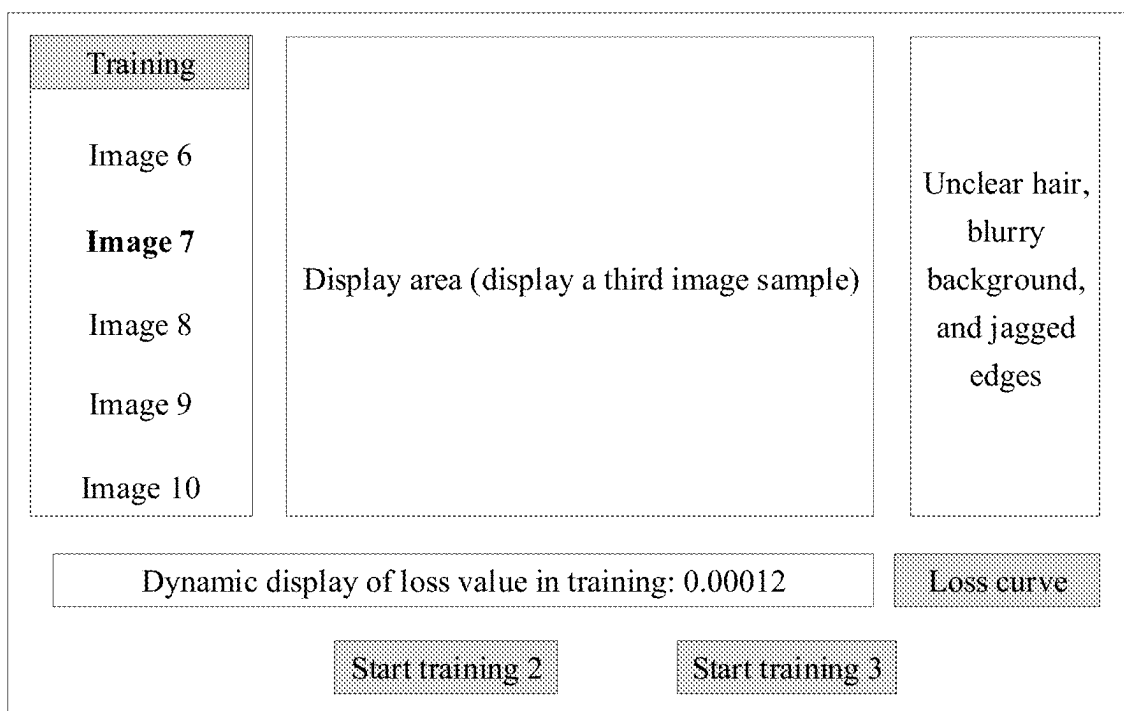 Training
Image 6
Image 7
Image 8
Image 9
Image 10
Display area (display a third image sample)
Unclear hair,
blurry
background,
and jagged
edges
Dynamic display of loss value in training: 0.00012
Loss curve
Start training 2
Start training 3